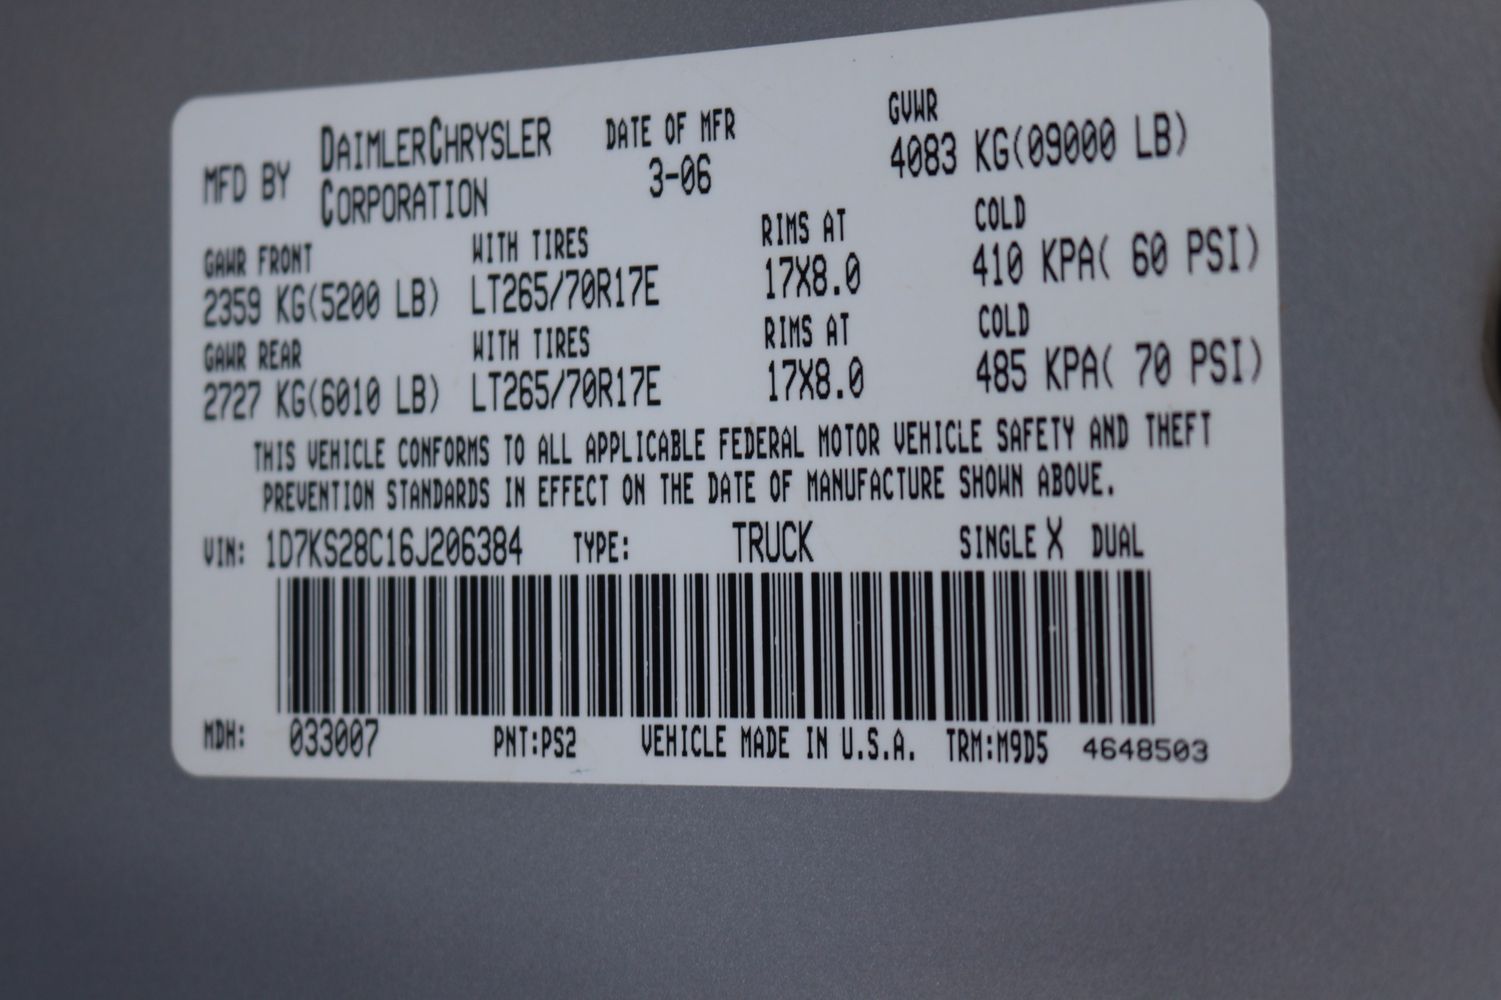 MFD BY DAIMLERCHRYSLER CORPORATION DATE OF MFR 3-06 GVWR 4083 KG(09000 LB)
GAWR FRONT WITH TIRES RIMS AT COLD
2359 KG(5200 LB) LT265/70R17E 17X8.0 410 KPA( 60 PSI)
GAWR REAR WITH TIRES RIMS AT COLD
2727 KG(6010 LB) LT265/70R17E 17X8.0 485 KPA( 70 PSI)
THIS VEHICLE CONFORMS TO ALL APPLICABLE FEDERAL MOTOR VEHICLE SAFETY AND THEFT
PREVENTION STANDARDS IN EFFECT ON THE DATE OF MANUFACTURE SHOWN ABOVE.
VIN: 1D7KS28C16J206384 TYPE: TRUCK SINGLE X DUAL
MDH: 033007 PNT:PS2 VEHICLE MADE IN U.S.A. TRM:M9D5 4648503